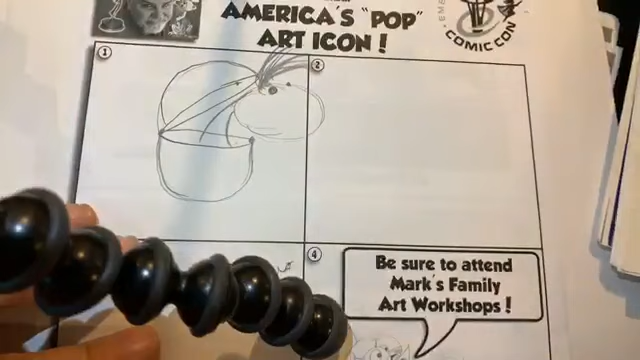 AMERICA'S "POP"
ART ICON!
COMIC CON
1
2
4
Be sure to attend
Mark's Family
Art Workshops!